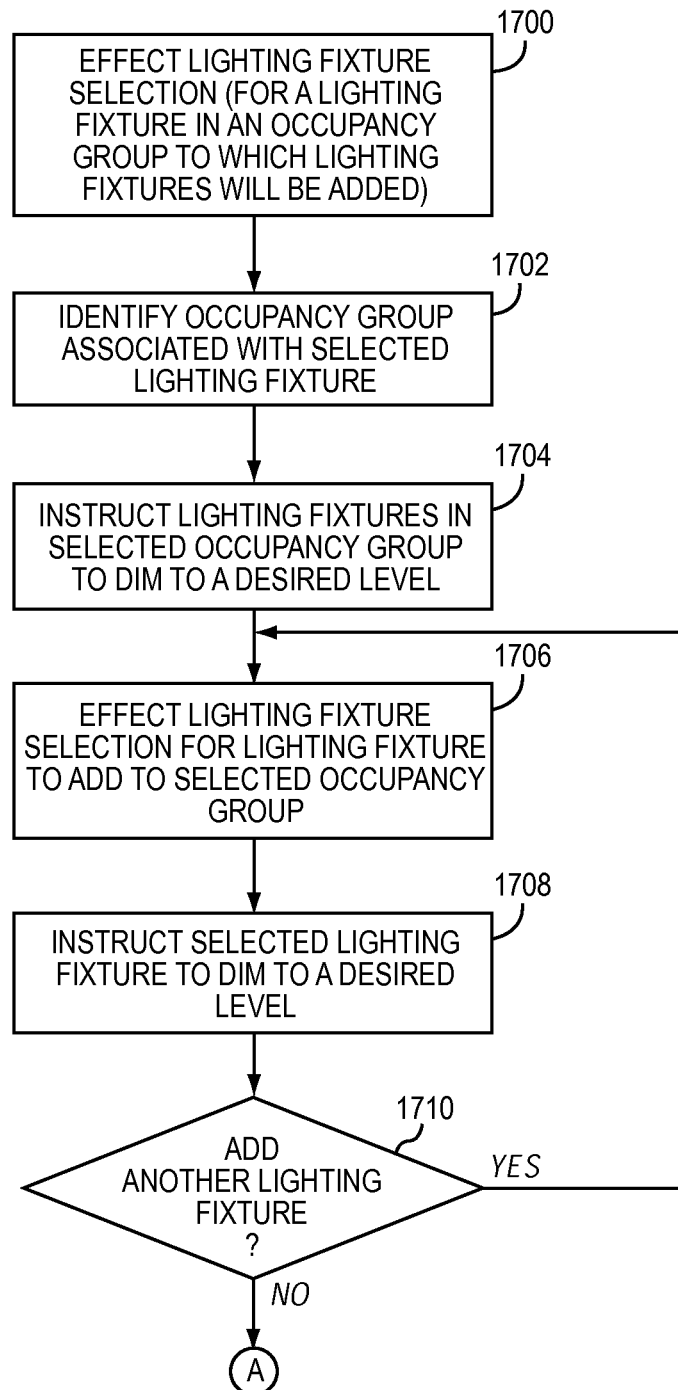 1700
EFFECT LIGHTING FIXTURE
SELECTION (FOR A LIGHTING
FIXTURE IN AN OCCUPANCY
GROUP TO WHICH LIGHTING
FIXTURES WILL BE ADDED)
1702
IDENTIFY OCCUPANCY GROUP
ASSOCIATED WITH SELECTED
LIGHTING FIXTURE
1704
INSTRUCT LIGHTING FIXTURES IN
SELECTED OCCUPANCY GROUP
TO DIM TO A DESIRED LEVEL
1706
EFFECT LIGHTING FIXTURE
SELECTION FOR LIGHTING FIXTURE
TO ADD TO SELECTED OCCUPANCY
GROUP
1708
INSTRUCT SELECTED LIGHTING
FIXTURE TO DIM TO A DESIRED
LEVEL
1710
ADD
ANOTHER LIGHTING
FIXTURE
?
YES
NO
A